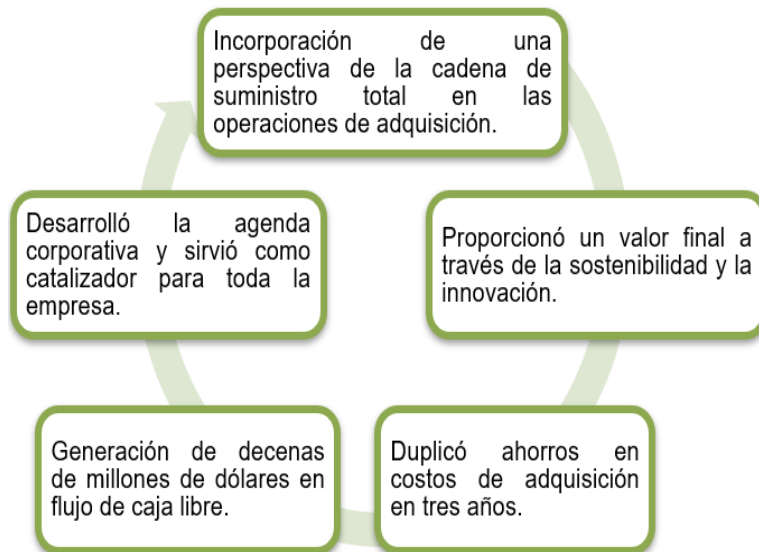 Incorporación de una
perspectiva de la cadena de
suministro total en las
operaciones de adquisición.
Proporcionó un valor final a
través de la sostenibilidad y la
innovación.
Duplicó ahorros en
costos de adquisición
en tres años.
Generación de decenas
de millones de dólares en
flujo de caja libre.
Desarrolló la agenda
corporativa y sirvió como
catalizador para toda la
empresa.